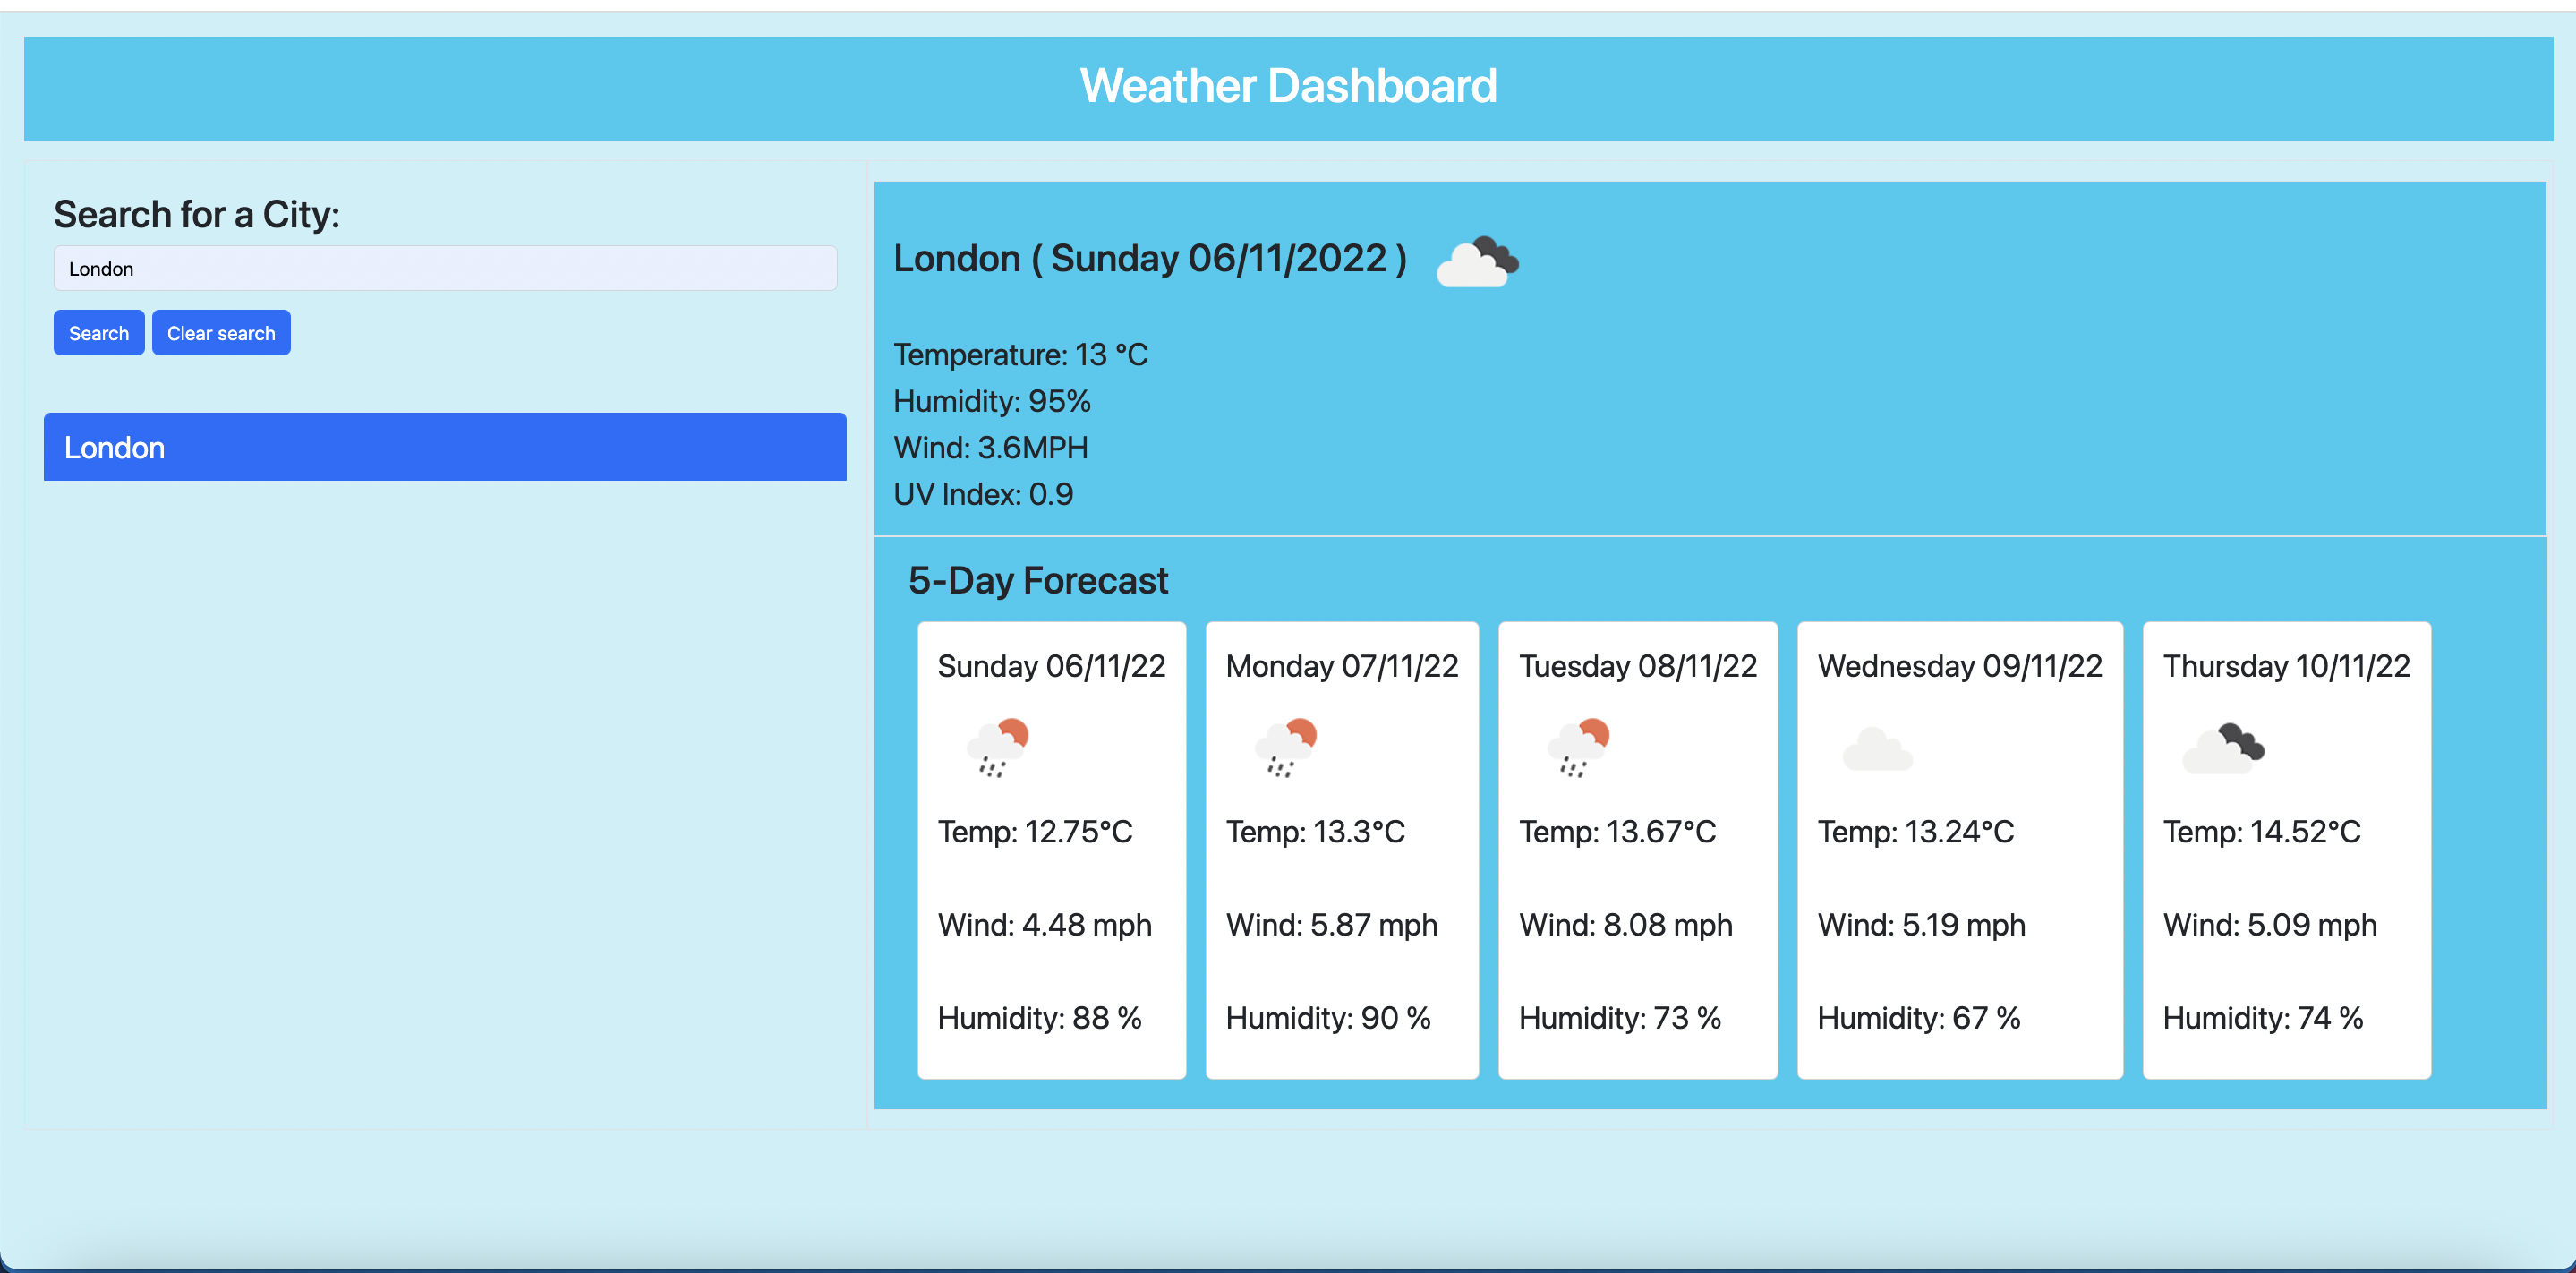 Weather Dashboard
Search for a City:
London
Search Clear search
London
London ( Sunday 06/11/2022 )
Temperature: 13 °C
Humidity: 95%
Wind: 3.6MPH
UV Index: 0.9
5-Day Forecast
Sunday 06/11/22
Temp: 12.75°C
Wind: 4.48 mph
Humidity: 88 %
Monday 07/11/22
Temp: 13.3°C
Wind: 5.87 mph
Humidity: 90 %
Tuesday 08/11/22
Temp: 13.67°C
Wind: 8.08 mph
Humidity: 73 %
Wednesday 09/11/22
Temp: 13.24°C
Wind: 5.19 mph
Humidity: 67 %
Thursday 10/11/22
Temp: 14.52°C
Wind: 5.09 mph
Humidity: 74 %